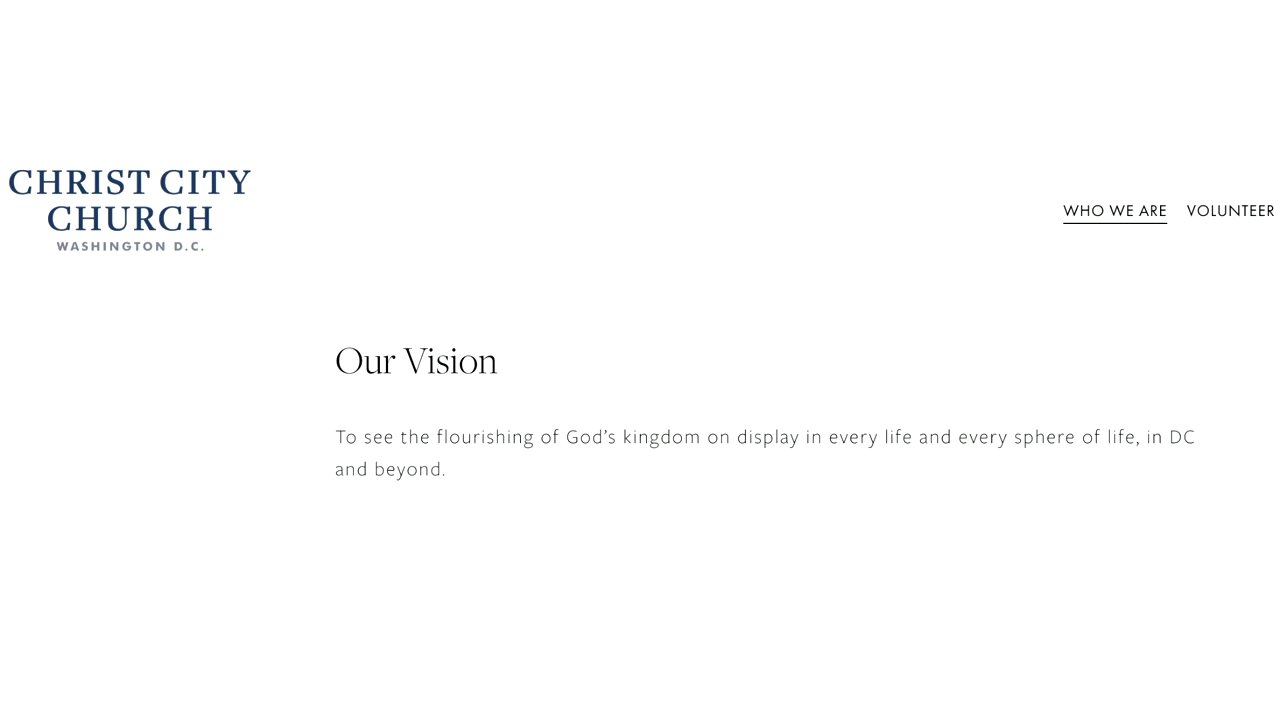 CHRIST CITY
CHURCH
WASHINGTON D.C.
WHO WE ARE VOLUNTEER
Our Vision
To see the flourishing of God’s kingdom on display in every life and every sphere of life, in DC
and beyond.